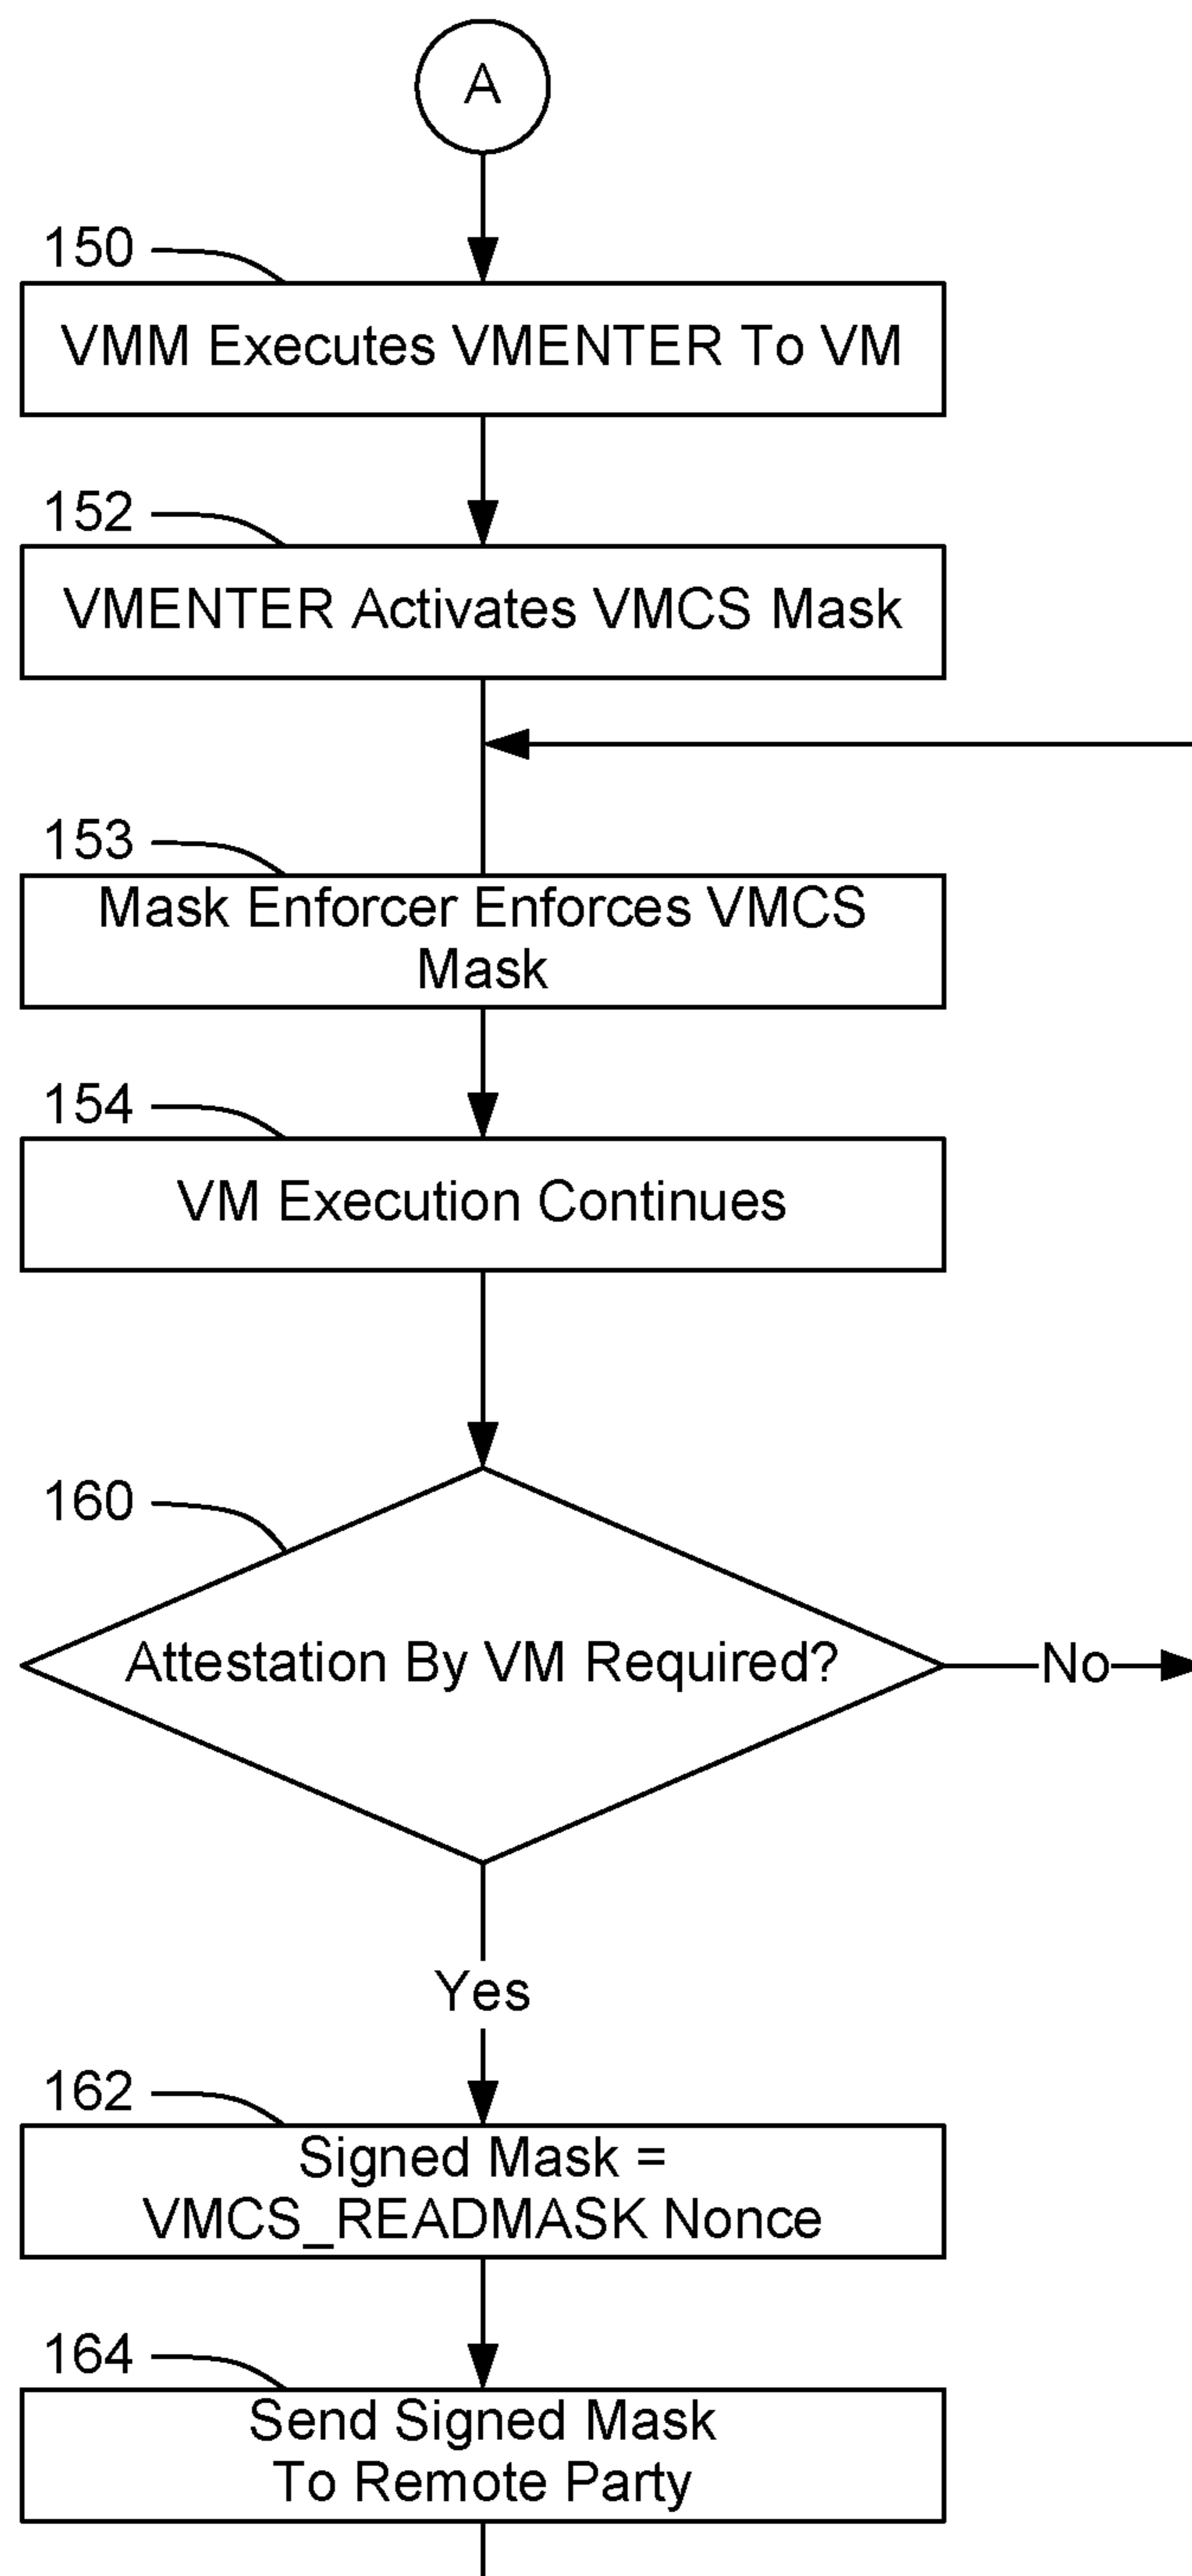 A
150
VMM Executes VMENTER To VM
152
VMENTER Activates VMCS Mask
153
Mask Enforcer Enforces VMCS
Mask
154
VM Execution Continues
160
Attestation By VM Required?
No
Yes
162
Signed Mask =
VMCS_READMASK Nonce
164
Send Signed Mask
To Remote Party